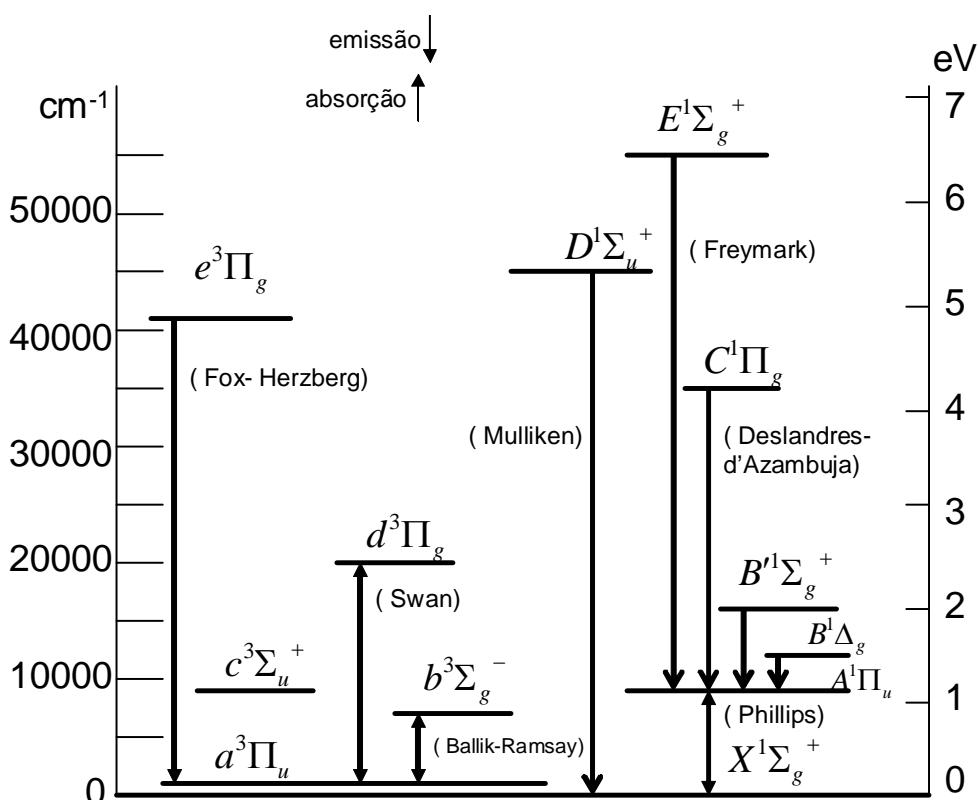 emissão
absorção
cm⁻¹
eV
50000
40000
30000
20000
10000
0
7
6
5
4
3
2
1
0
E¹Σg⁺
( Freymark)
D¹Σu⁺
e³Πg
( Fox- Herzberg)
C¹Πg
( Mulliken)
( Deslandres-
d’Azambuja)
d³Πg
( Swan)
B′¹Σg⁺
B¹Δg
c³Σu⁺
b³Σg⁻
A¹Πu
( Phillips)
( Ballik-Ramsay)
a³Πu
X¹Σg⁺